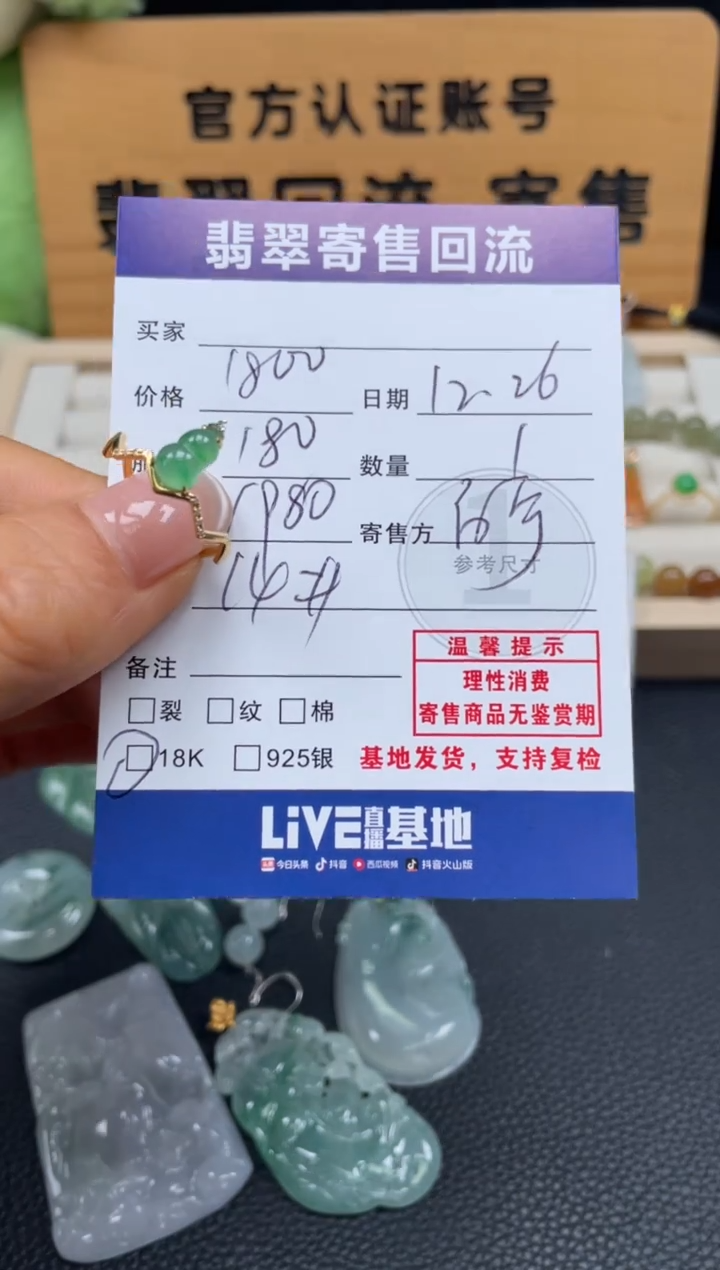 官方认证账号
翡翠回流 寄售
翡翠寄售回流
买家
价格 1800 日期 12.26
180 数量 1
1980 寄售方
14#
参考尺寸
备注
温馨提示
理性消费
寄售商品无鉴赏期
裂 纹 棉
18K 925银 基地发货，支持复检
LiVE直播基地
头条 今日头条 抖音 西瓜视频 抖音火山版